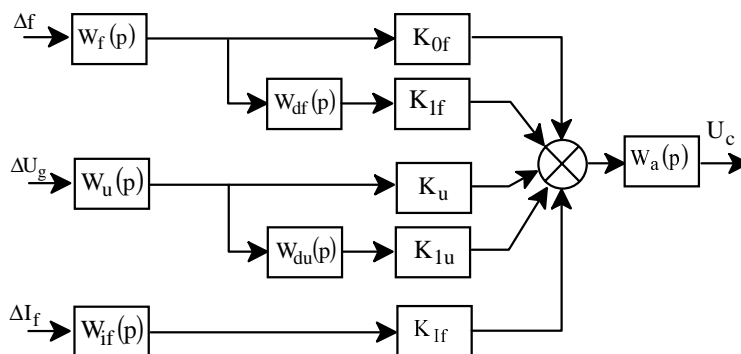 Δf
W_f(p)
K_0f
W_df(p)
K_1f
ΔU_g
W_u(p)
K_u
W_a(p)
U_c
W_du(p)
K_1u
ΔI_f
W_if(p)
K_If